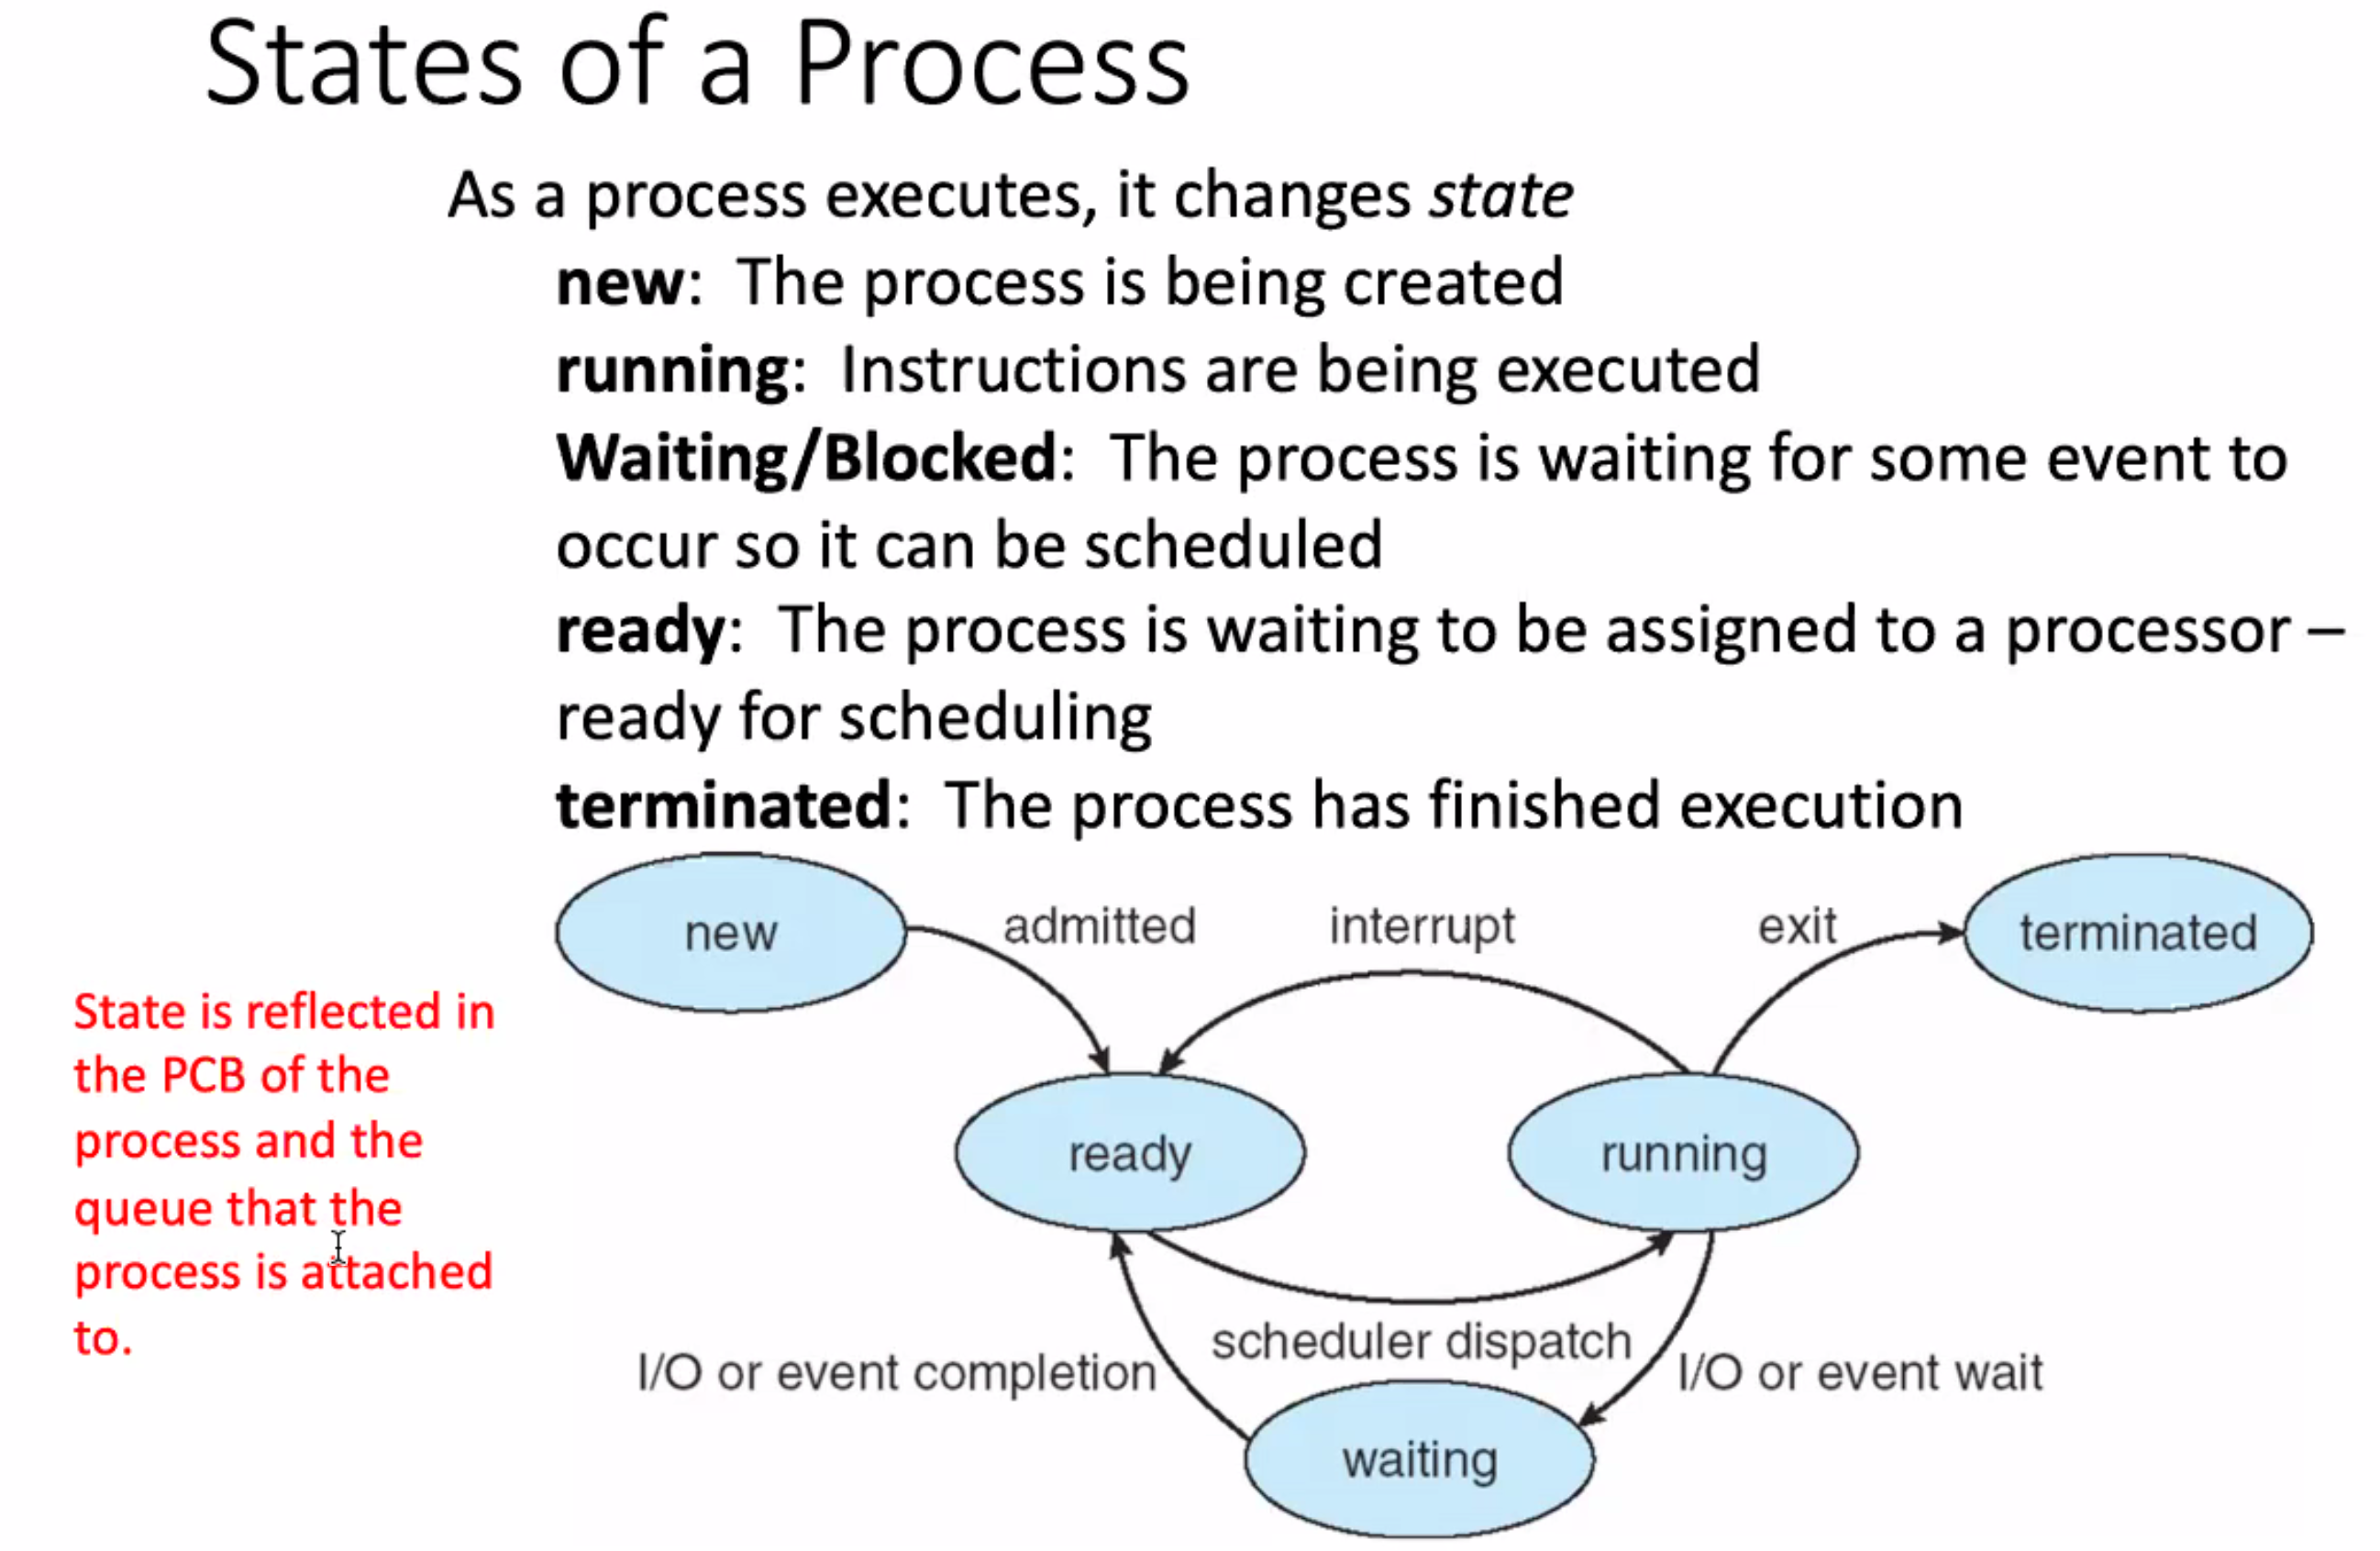 States of a Process
As a process executes, it changes state
new: The process is being created
running: Instructions are being executed
Waiting/Blocked: The process is waiting for some event to
occur so it can be scheduled
ready: The process is waiting to be assigned to a processor –
ready for scheduling
terminated: The process has finished execution
new
admitted
interrupt
exit
terminated
State is reflected in
the PCB of the
process and the
queue that the
process is attached
to.
ready
running
I/O or event completion
scheduler dispatch
I/O or event wait
waiting